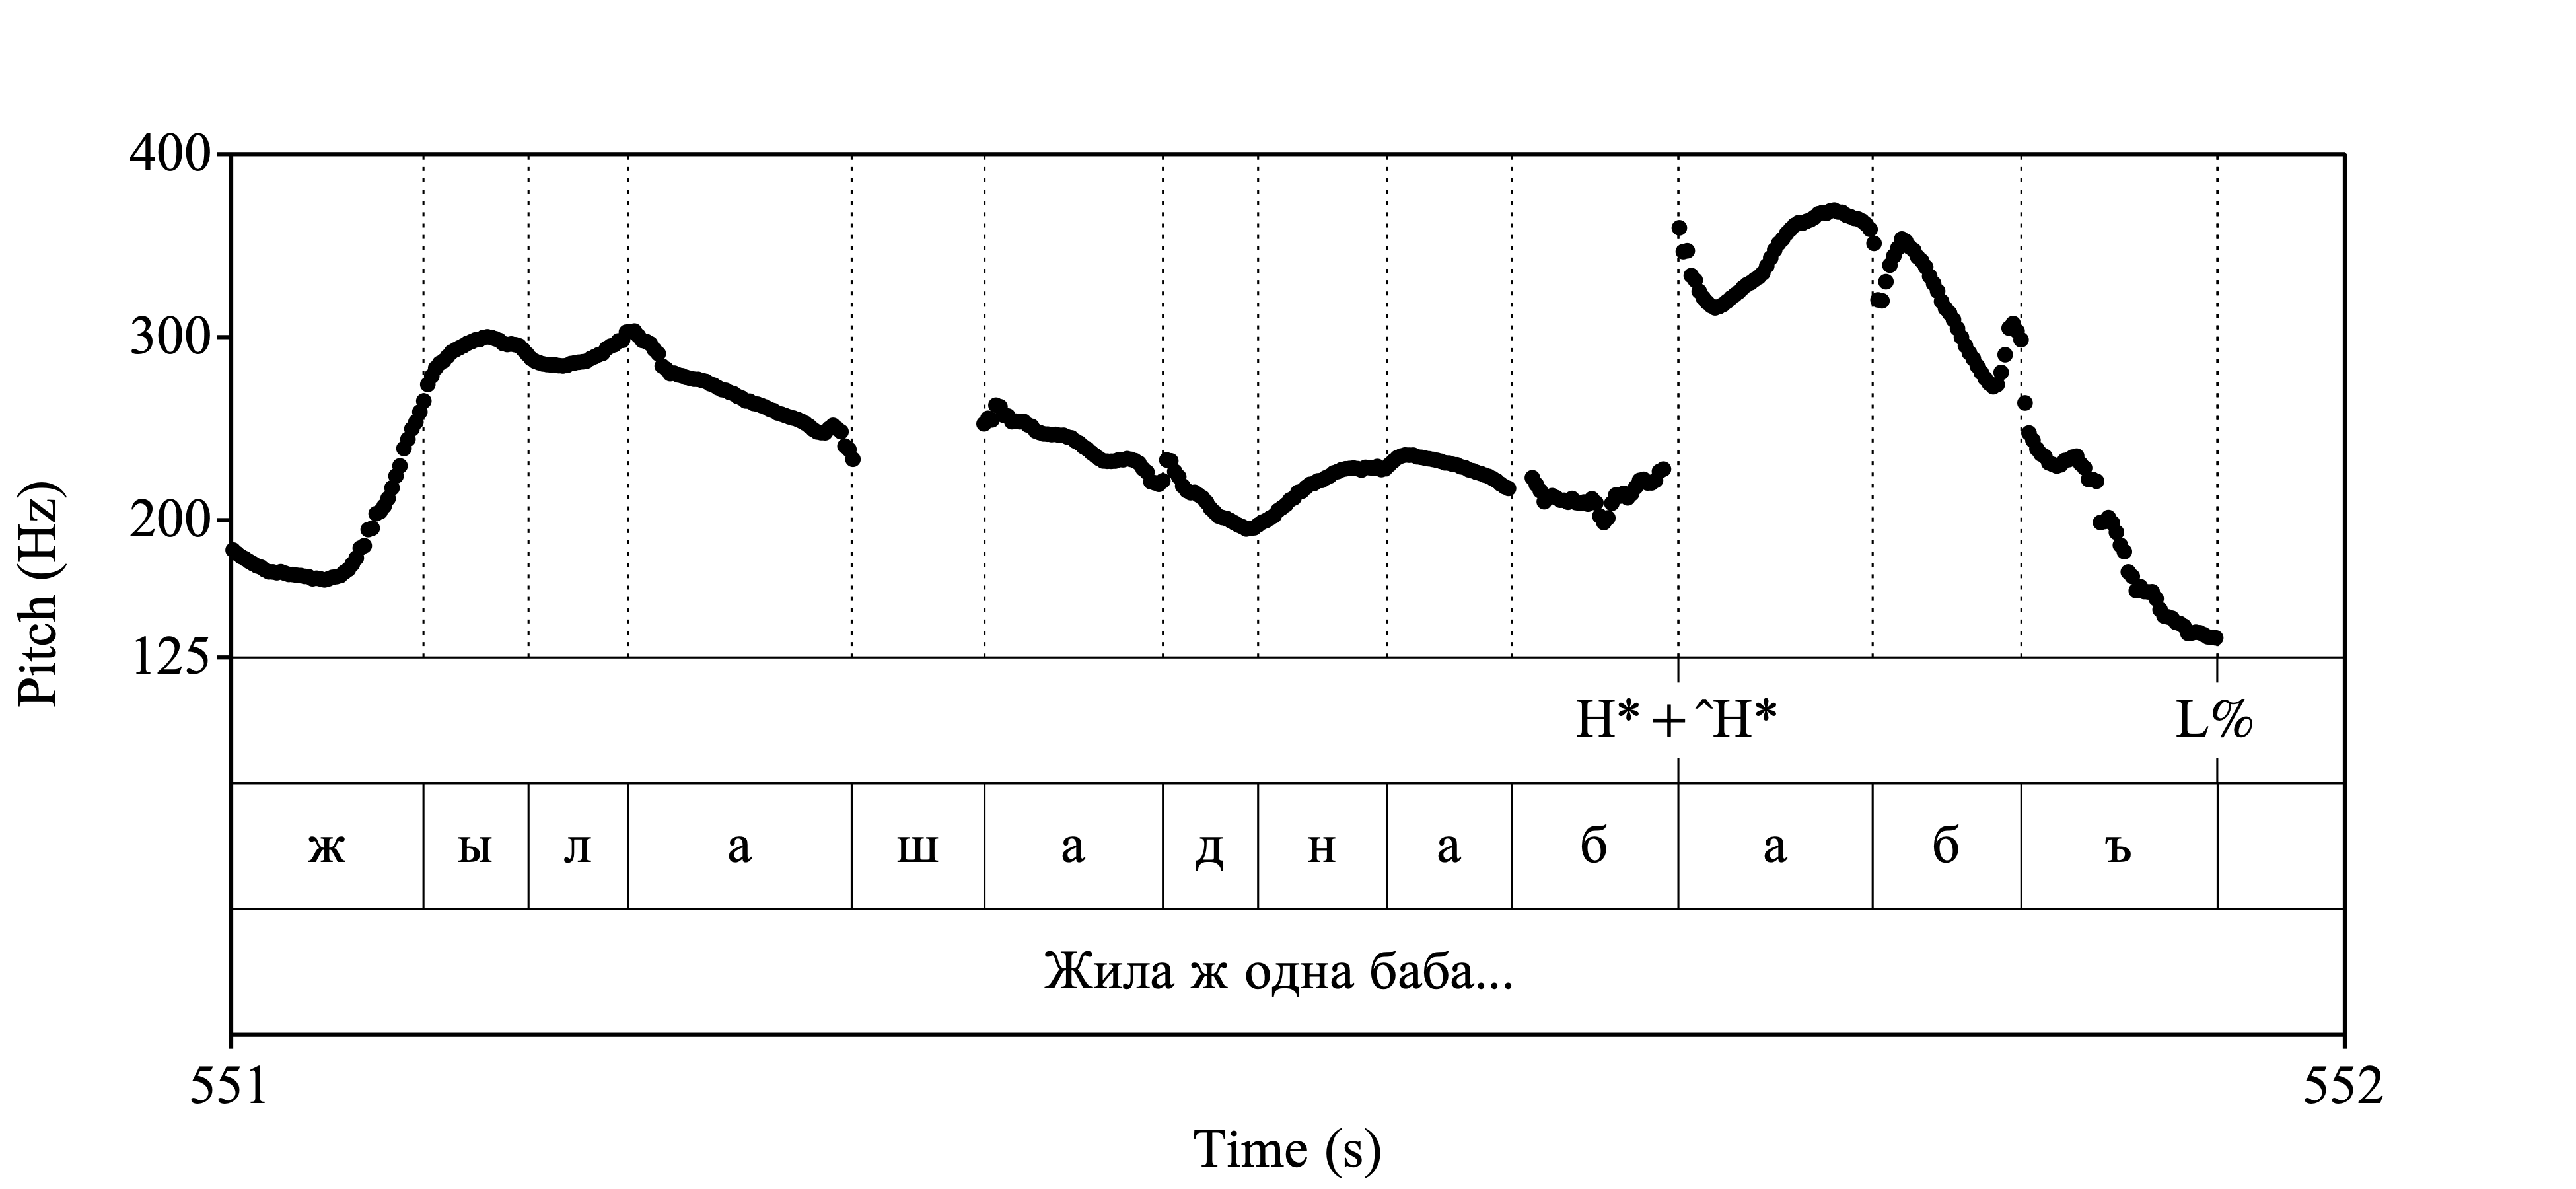 400
300
200
125
Pitch (Hz)
H* + ^H* L%
ж ы л а ш а д н а б а б ъ
Жила ж одна баба...
551 552
Time (s)